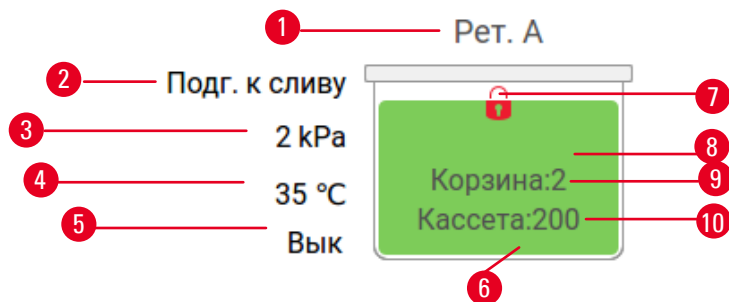 1 Рет. A
2 Подг. к сливу
7
3 2 kPa
8
4 35 °C
Корзина:2 9
5 Вык
Кассета:200 10
6